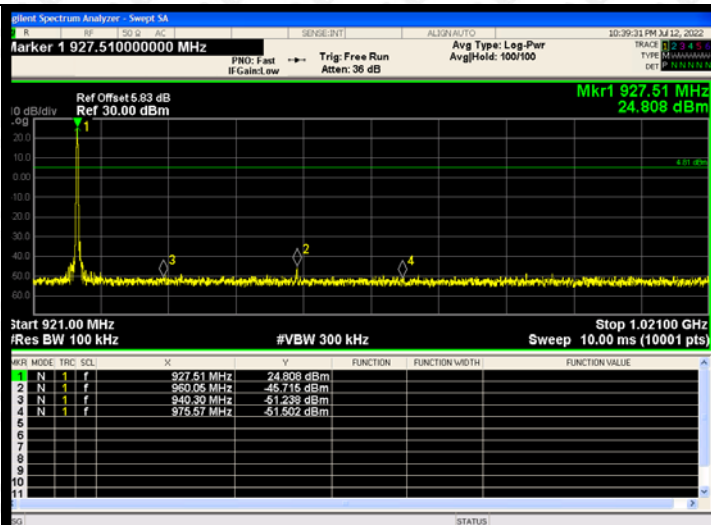 gilent Spectrum Analyzer - Swept SA
R RF 50 Ω AC SENSE:INT ALIGNAUTO 10:39:31 PM Jul 12, 2022
Marker 1 927.510000000 MHz
PNO: Fast
IFGain:Low
Trig: Free Run
Atten: 36 dB
Avg Type: Log-Pwr
Avg|Hold: 100/100
TRACE 1 2 3 4 5 6
TYPE M
DET P N N N N N
Mkr1 927.51 MHz
24.808 dBm
Ref Offset 5.83 dB
10 dB/div Ref 30.00 dBm
Log
1
20.0
10.0
4.81 dBm
0.00
-10.0
-20.0
-30.0
-40.0
2
3
4
-50.0
-60.0
Start 921.00 MHz Stop 1.02100 GHz
#Res BW 100 kHz #VBW 300 kHz Sweep 10.00 ms (10001 pts)
MKR MODE TRC SCL X Y FUNCTION FUNCTION WIDTH FUNCTION VALUE
1 N 1 f 927.51 MHz 24.808 dBm
2 N 1 f 960.05 MHz -45.715 dBm
3 N 1 f 940.30 MHz -51.238 dBm
4 N 1 f 975.57 MHz -51.502 dBm
5
6
7
8
9
10
11
SG STATUS